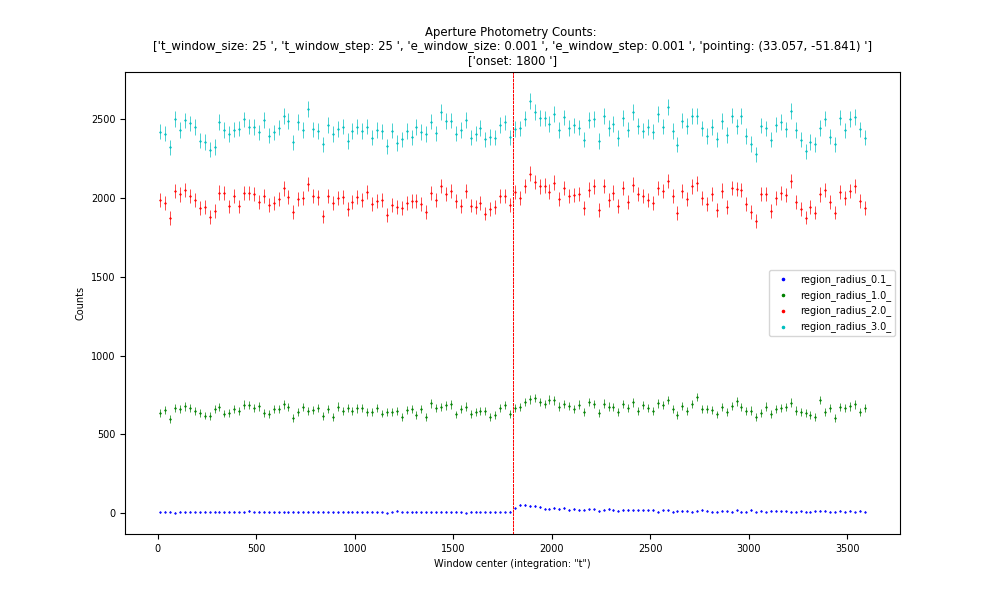 Aperture Photometry Counts:
['t_window_size: 25 ', 't_window_step: 25 ', 'e_window_size: 0.001 ', 'e_window_step: 0.001 ', 'pointing: (33.057, -51.841) ']
['onset: 1800 ']
2500
2000
1500
1000
500
0
Counts
region_radius_0.1_
region_radius_1.0_
region_radius_2.0_
region_radius_3.0_
0 500 1000 1500 2000 2500 3000 3500
Window center (integration: "t")